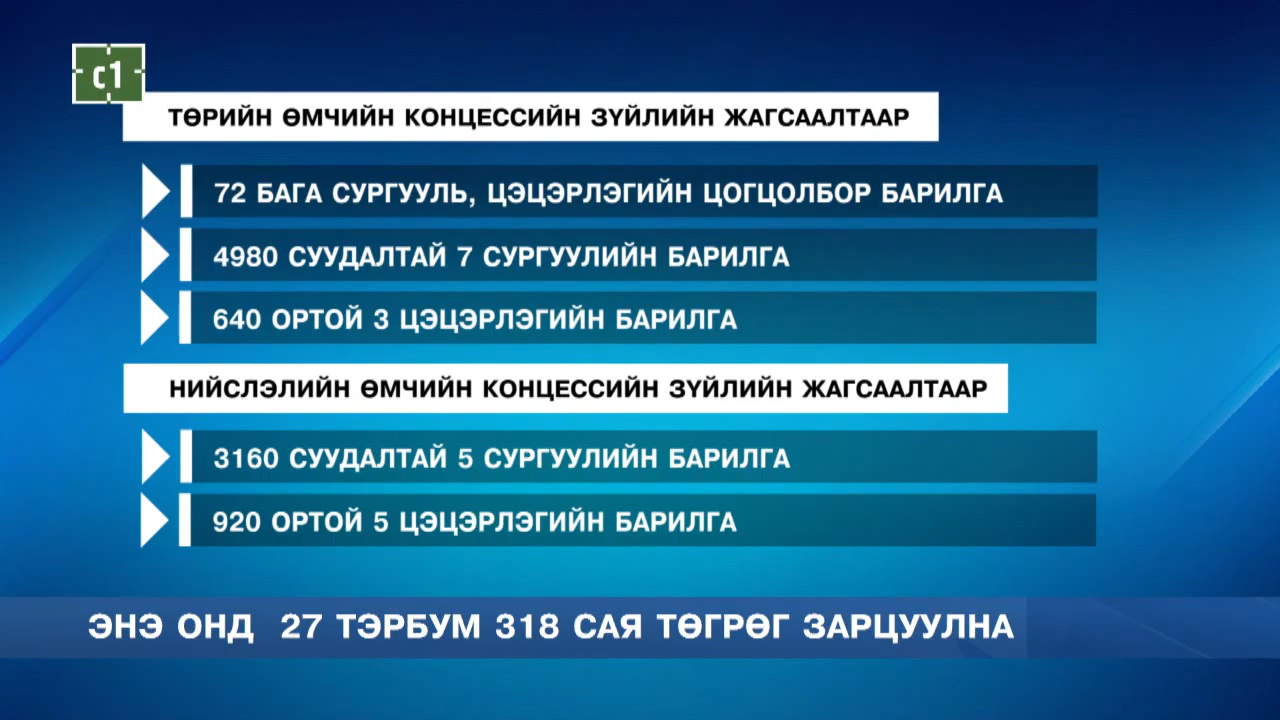 c1
ТӨРИЙН ӨМЧИЙН КОНЦЕССИЙН ЗҮЙЛИЙН ЖАГСААЛТААР
72 БАГА СУРГУУЛЬ, ЦЭЦЭРЛЭГИЙН ЦОГЦОЛБОР БАРИЛГА
4980 СУУДАЛТАЙ 7 СУРГУУЛИЙН БАРИЛГА
640 ОРТОЙ 3 ЦЭЦЭРЛЭГИЙН БАРИЛГА
НИЙСЛЭЛИЙН ӨМЧИЙН КОНЦЕССИЙН ЗҮЙЛИЙН ЖАГСААЛТААР
3160 СУУДАЛТАЙ 5 СУРГУУЛИЙН БАРИЛГА
920 ОРТОЙ 5 ЦЭЦЭРЛЭГИЙН БАРИЛГА
ЭНЭ ОНД 27 ТЭРБУМ 318 САЯ ТӨГРӨГ ЗАРЦУУЛНА